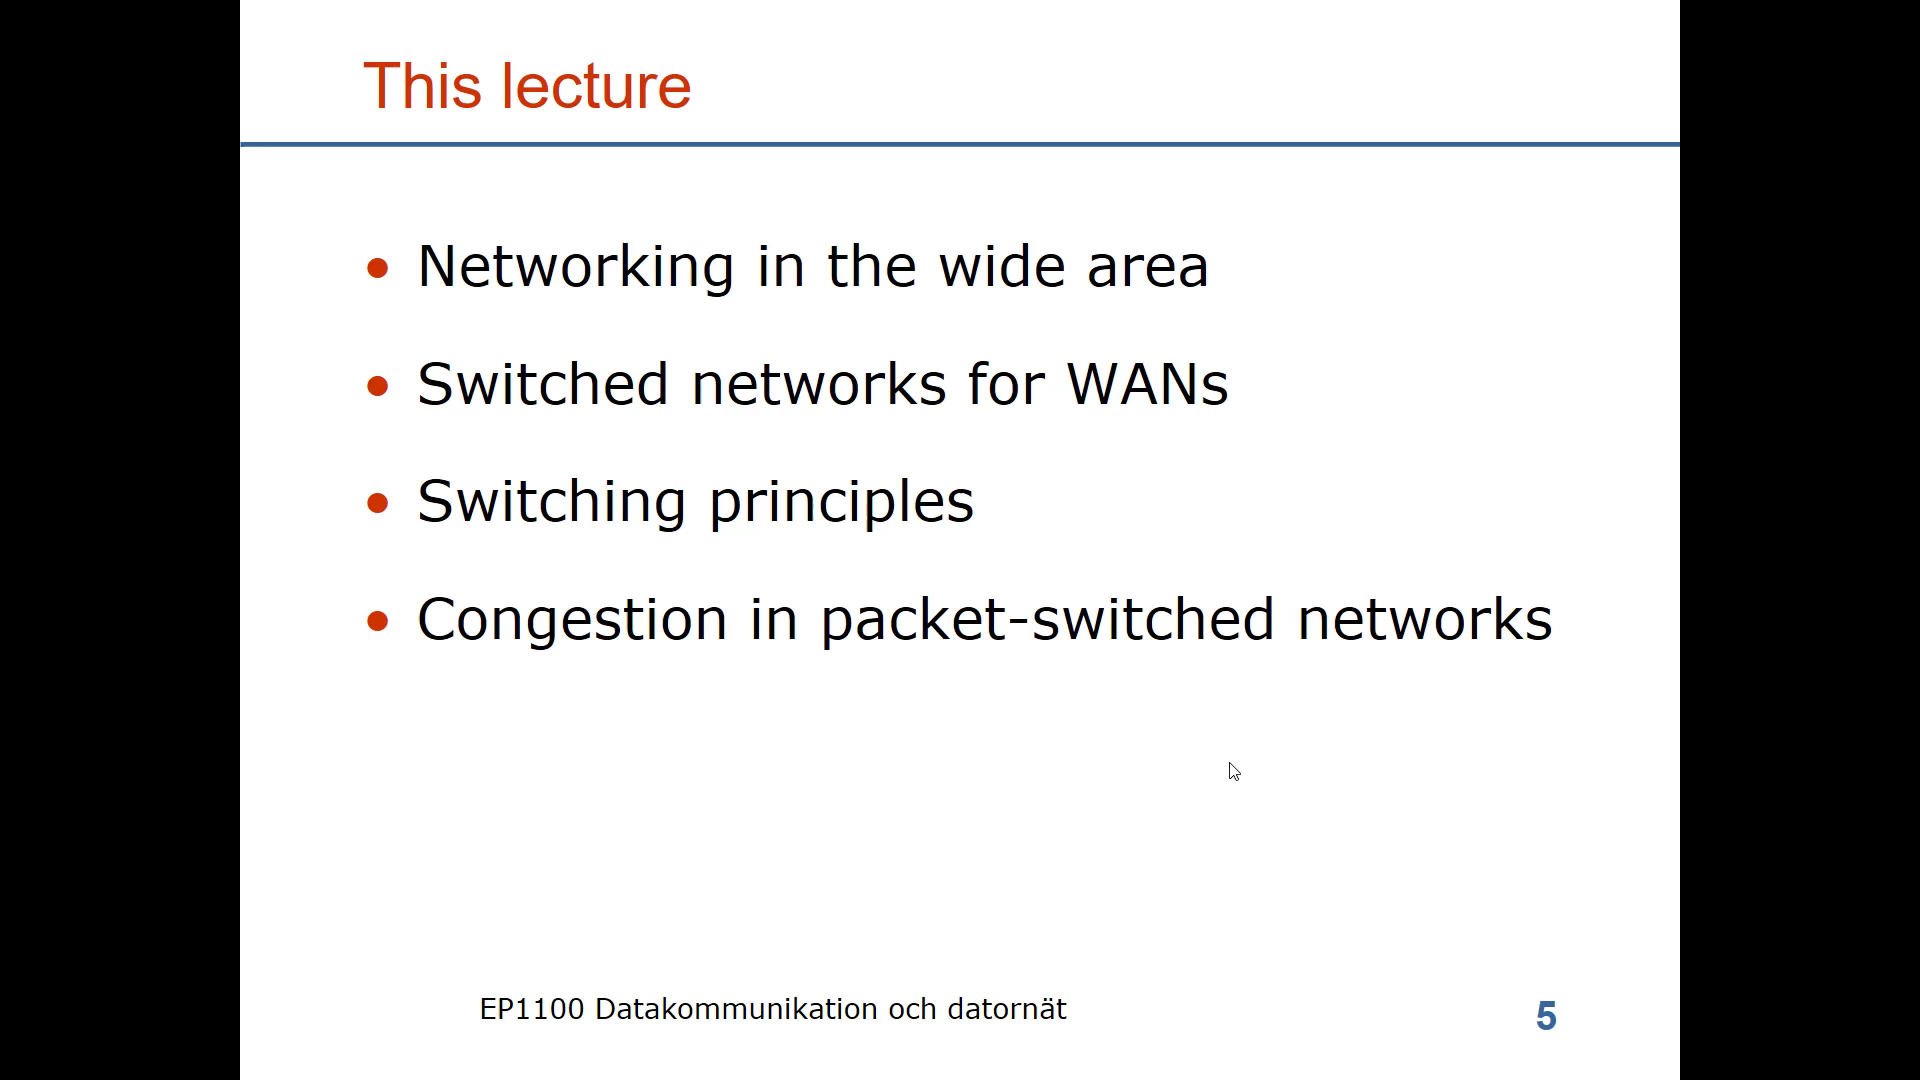 This lecture
• Networking in the wide area
• Switched networks for WANs
• Switching principles
• Congestion in packet-switched networks
EP1100 Datakommunikation och datornät
5